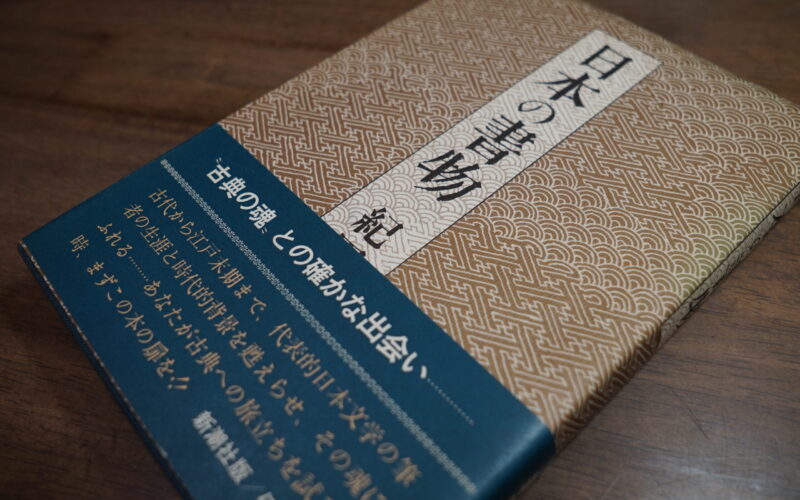 日本の書物
紀
〝古典の魂〟との確かな出会い…………
古代から江戸末期まで、代表的日本文学の筆
者の生涯と時代的背景を甦えらせ、その魂に
ふれる……あなたが古典への旅立ちを試
時、まずこの本の扉を!!
新潮社版/